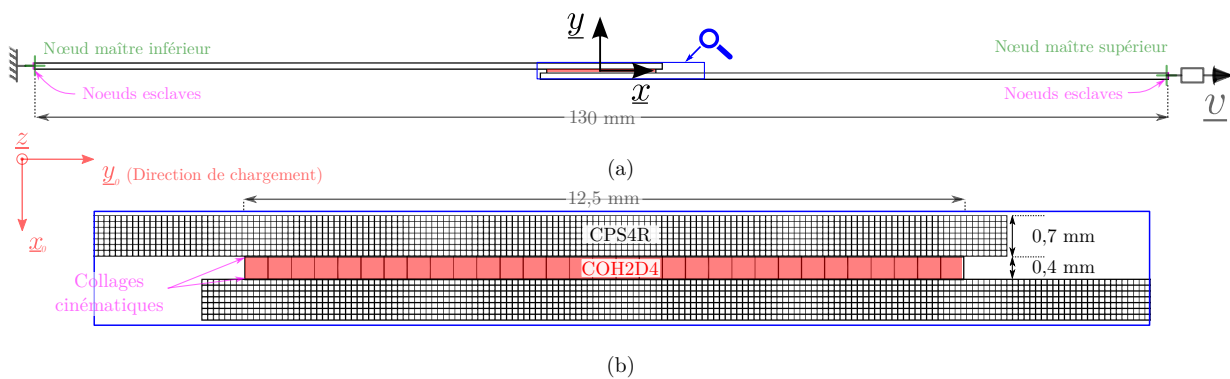 y
Nœud maître inférieur
Nœud maître supérieur
Noeuds esclaves
x
Noeuds esclaves
v
130 mm
z
(a)
y₀ (Direction de chargement)
12,5 mm
x₀
CPS4R
0,7 mm
COH2D4
0,4 mm
Collages
cinématiques
(b)